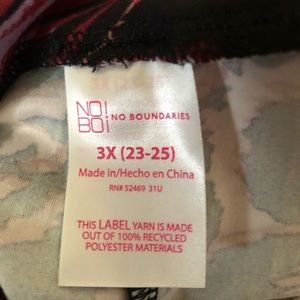 NO!
BO! NO BOUNDARIES
3X (23-25)
Made in/Hecho en China
RN# 52469 31U
THIS LABEL YARN IS MADE
OUT OF 100% RECYCLED
POLYESTER MATERIALS